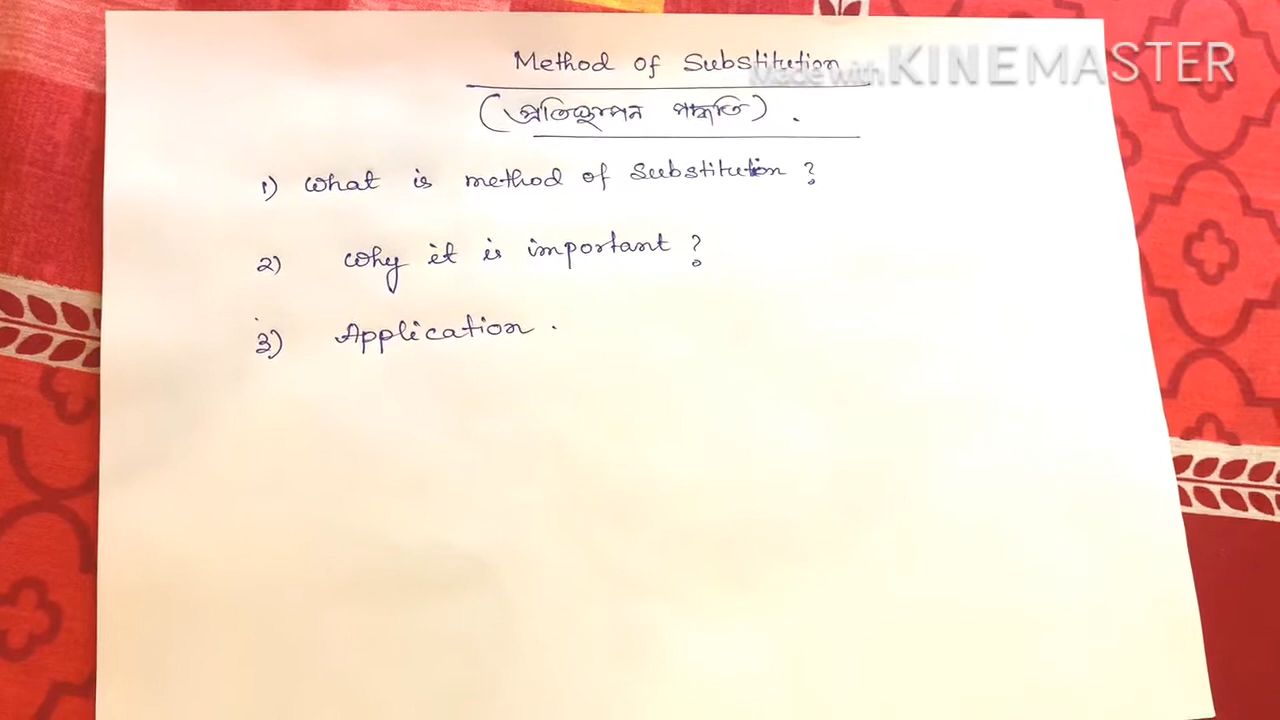 Method of Substitution
Made with KINEMASTER
(প্রতিস্থাপন পদ্ধতি).
1) What is method of Substitution ?
2) Why it is important ?
3) Application .